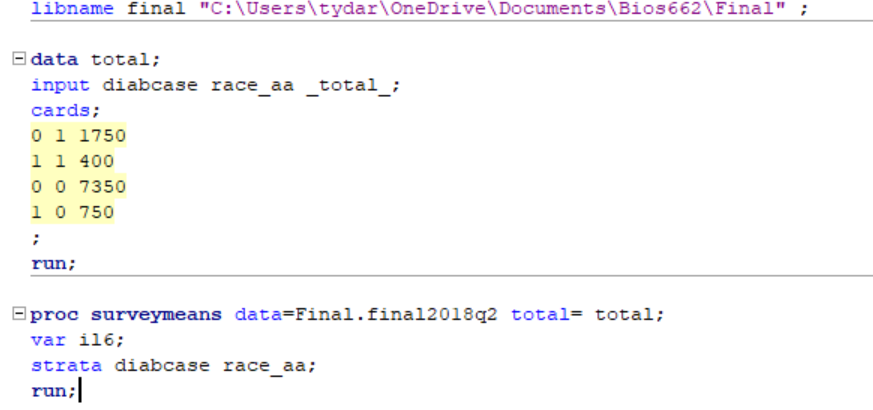 libname final "C:\Users\tydar\OneDrive\Documents\Bios662\Final" ;
data total;
input diabcase race_aa _total_;
cards;
0 1 1750
1 1 400
0 0 7350
1 0 750
;
run;
proc surveymeans data=Final.final2018q2 total= total;
var il6;
strata diabcase race_aa;
run;